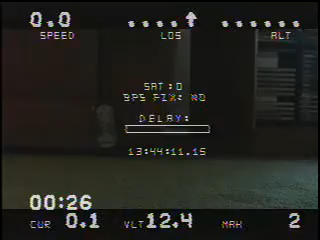 0.0
SPEED LOS ALT
SAT:0
GPS FIX: NO
DELAY:
13:44:11.15
00:26
CUR 0.1 VLT 12.4 MAH 2